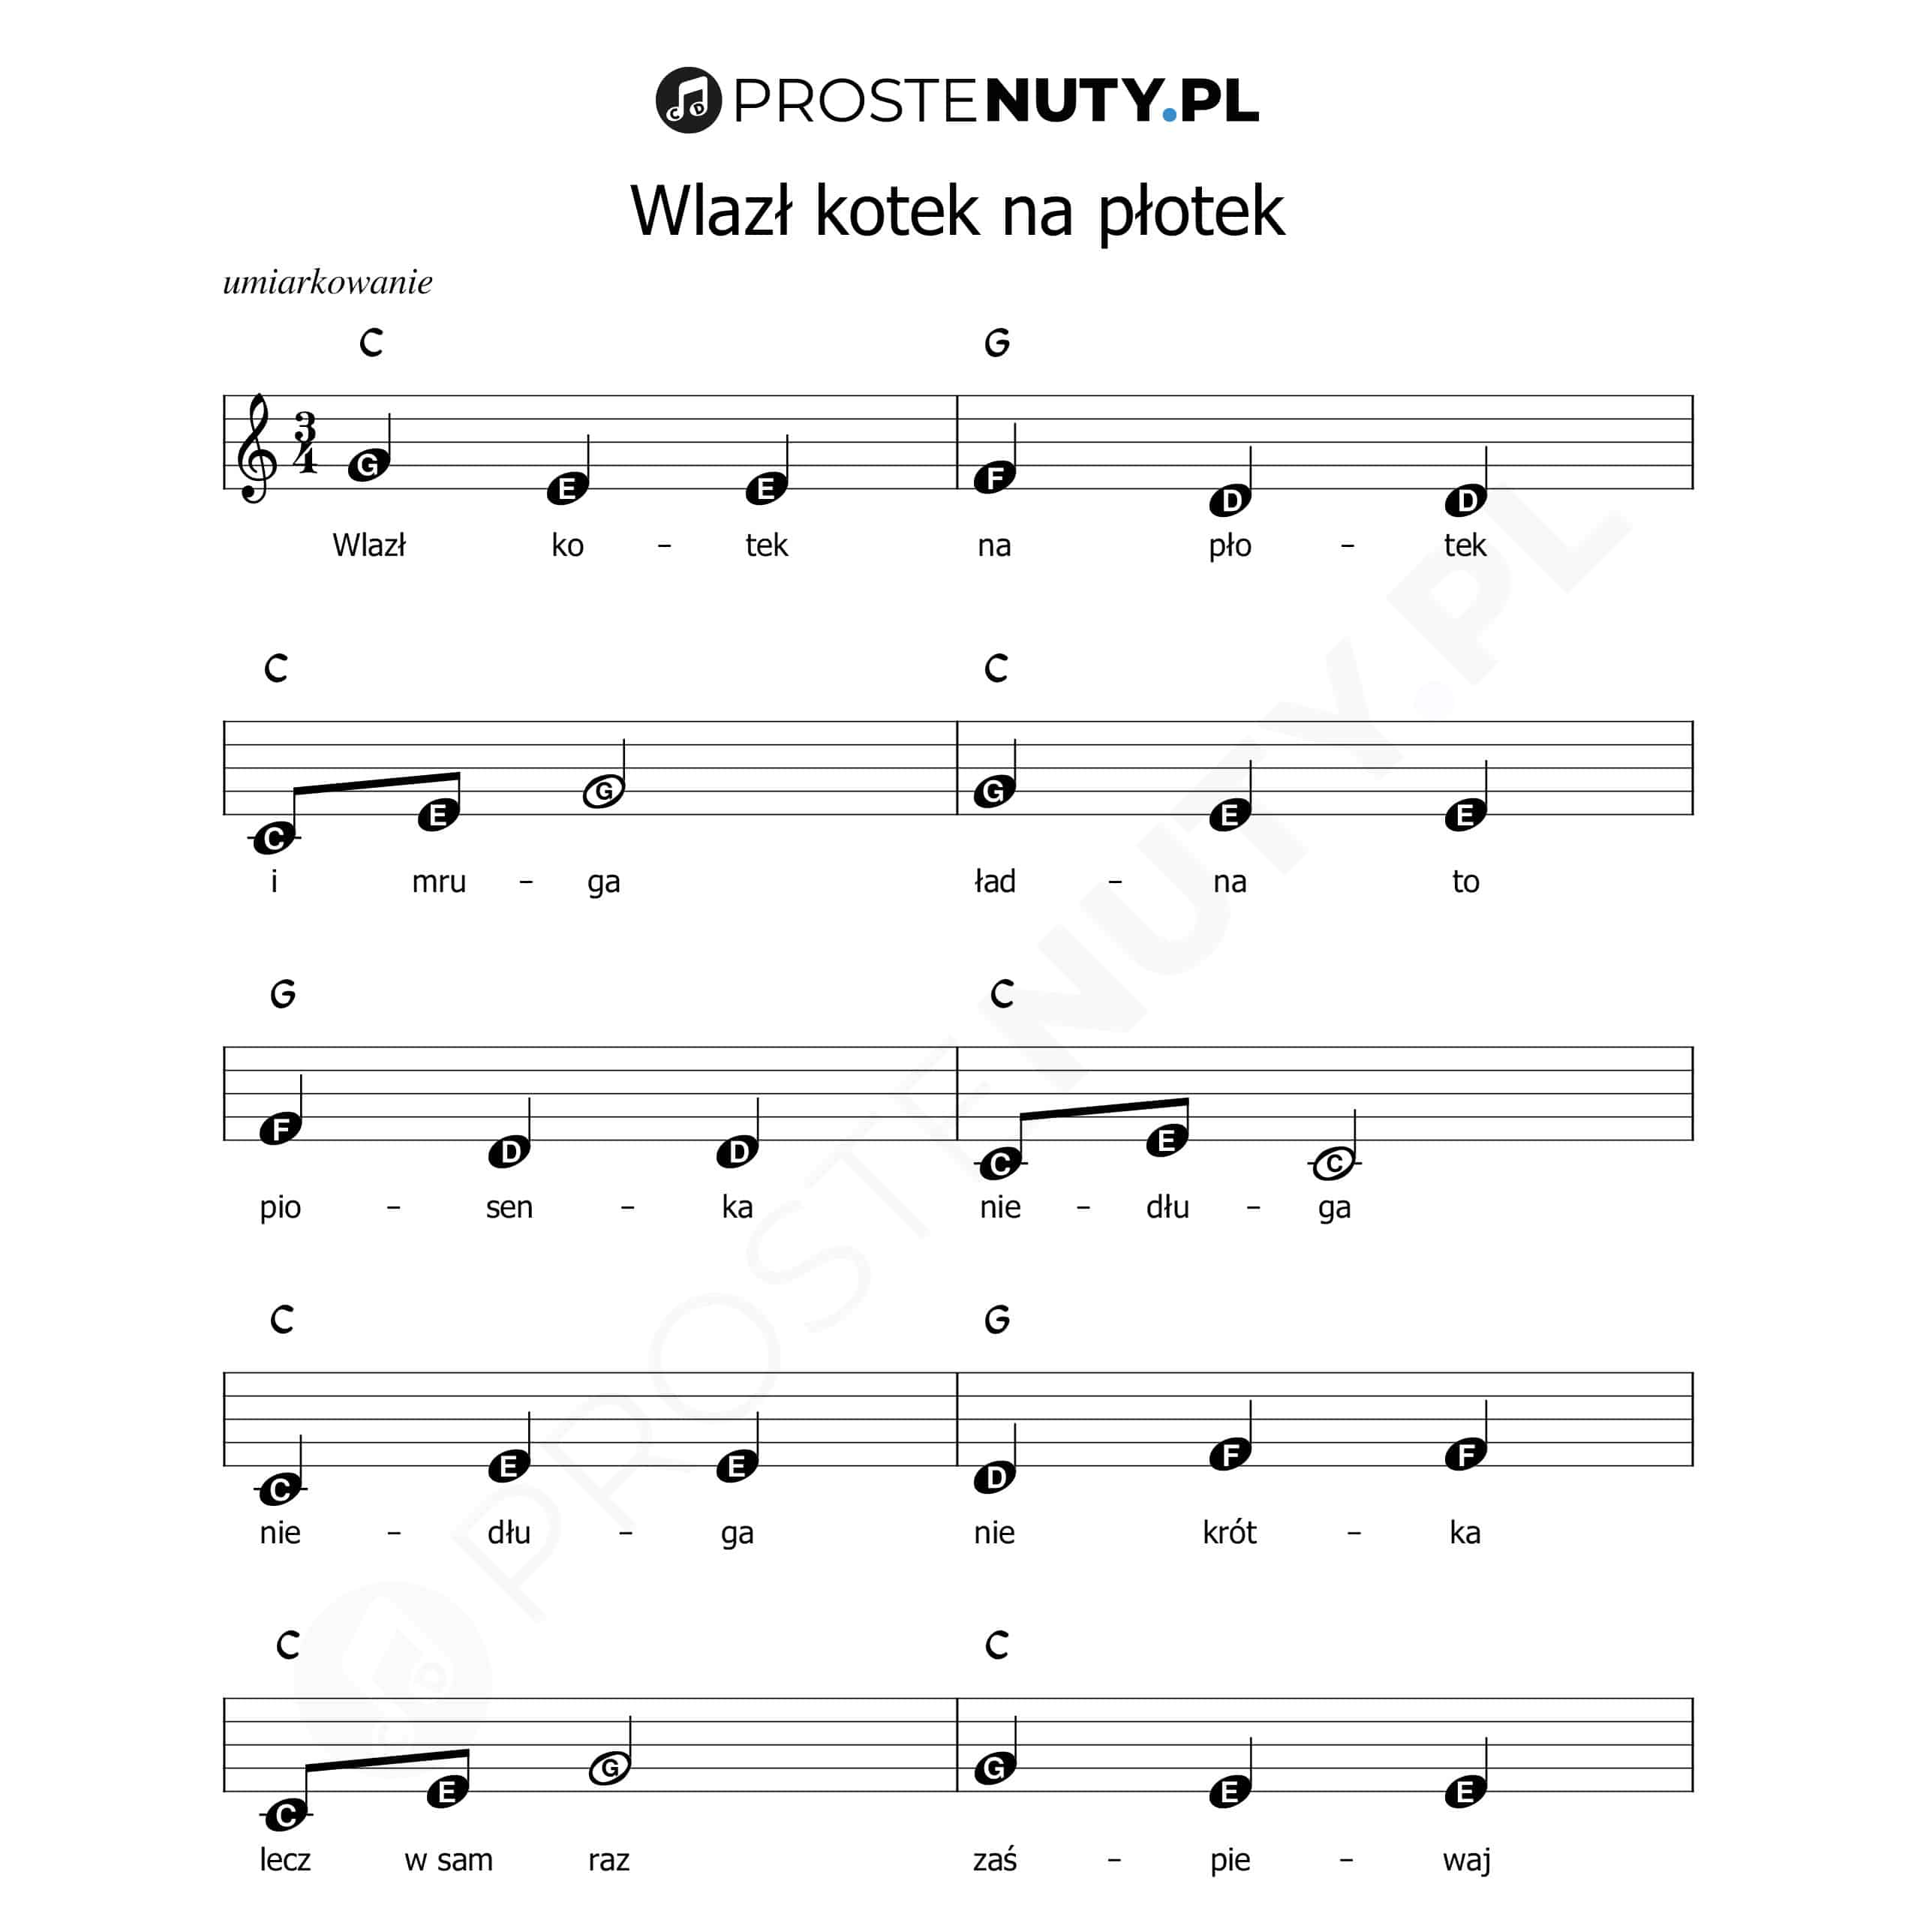 PROSTENUTY.PL
Wlazł kotek na płotek
umiarkowanie
C G
3
4
G E E F D D
Wlazł ko – tek na pło – tek
C C
C E G G E E
i mru – ga ład – na to
G C
F D D C E C
pio – sen – ka nie – dłu – ga
C G
C E E D F F
nie – dłu – ga nie krót – ka
C C
C E G G E E
lecz w sam raz zaś – pie – waj
PROSTENUTY.PL